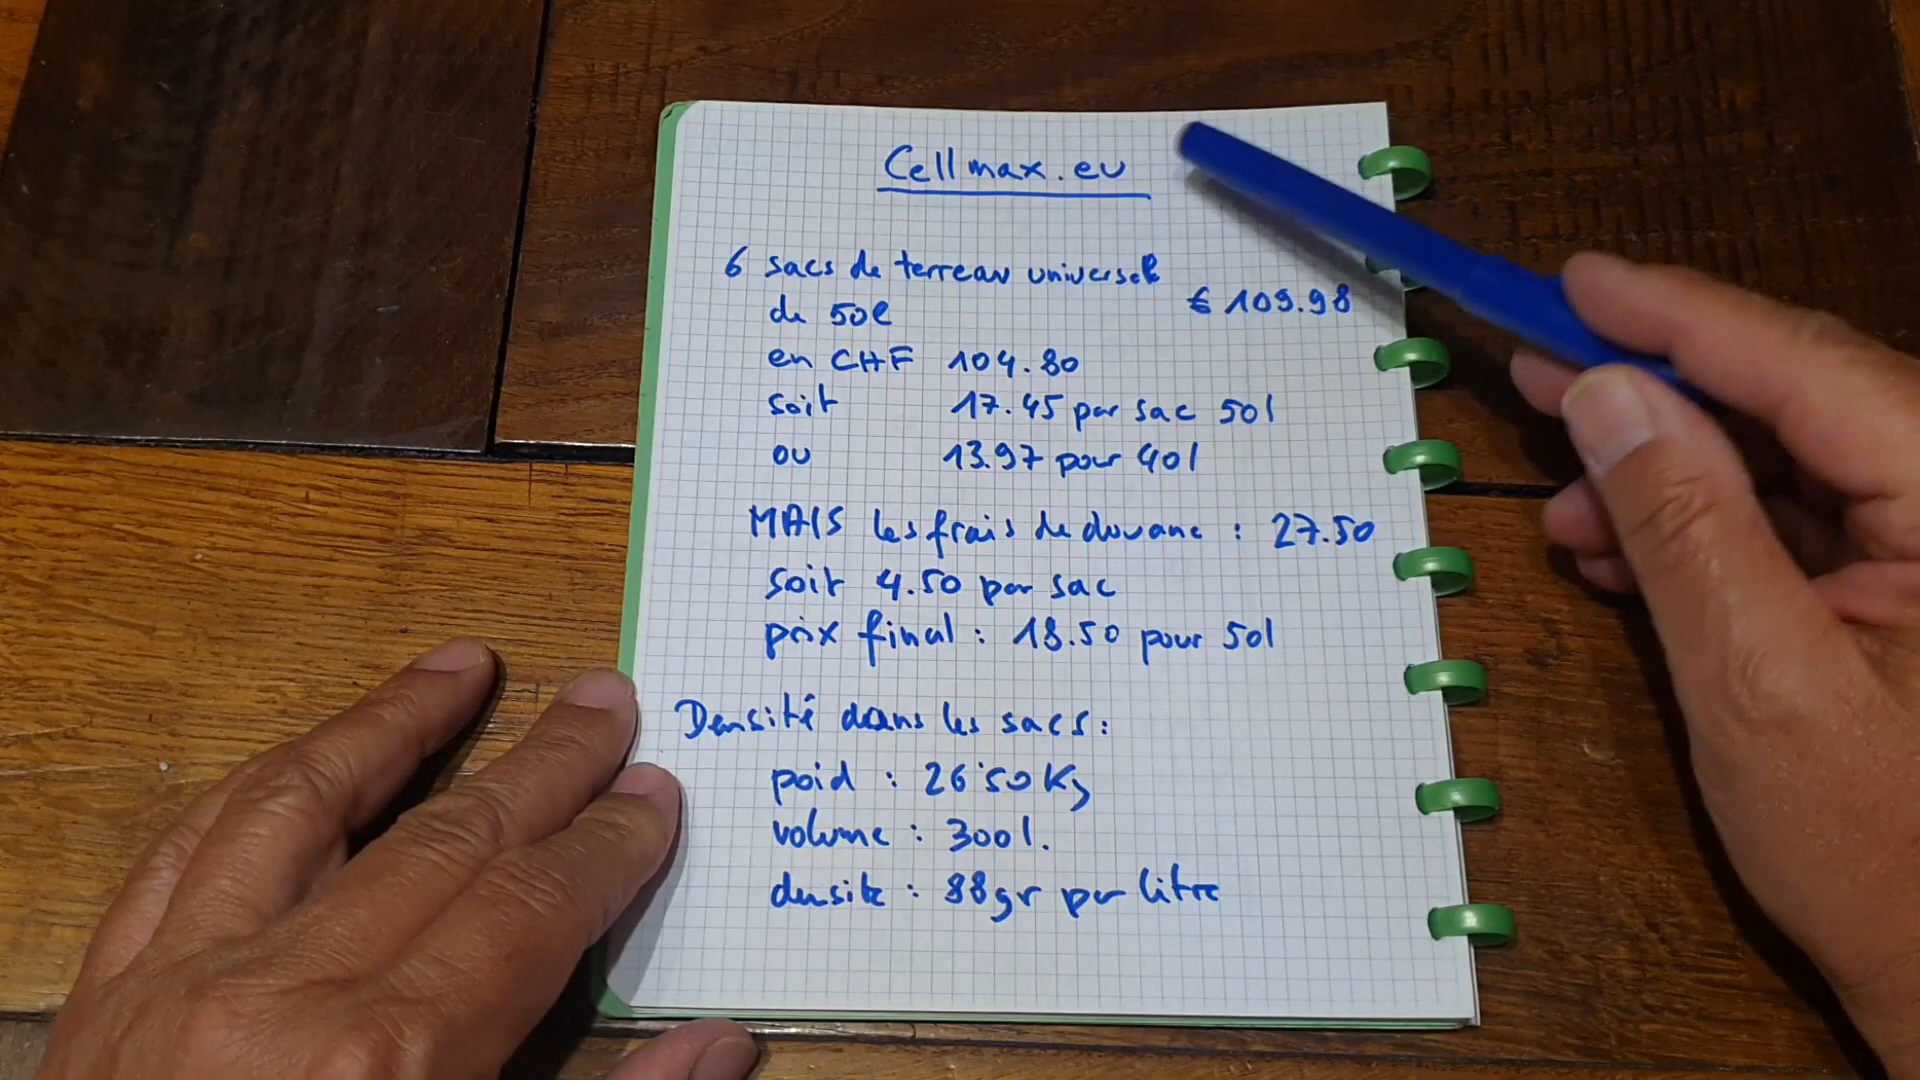 Cellmax.eu
6 sacs de terreau universel
de 50l € 109.98
en CHF 104.80
soit 17.45 par sac 50l
ou 13.97 pour 40l
MAIS les frais de douane : 27.50
soit 4.50 par sac
prix final : 18.50 pour 50l
Densité dans les sacs :
poid : 26'50 Kg
volume : 300l.
densite : 88gr par litre